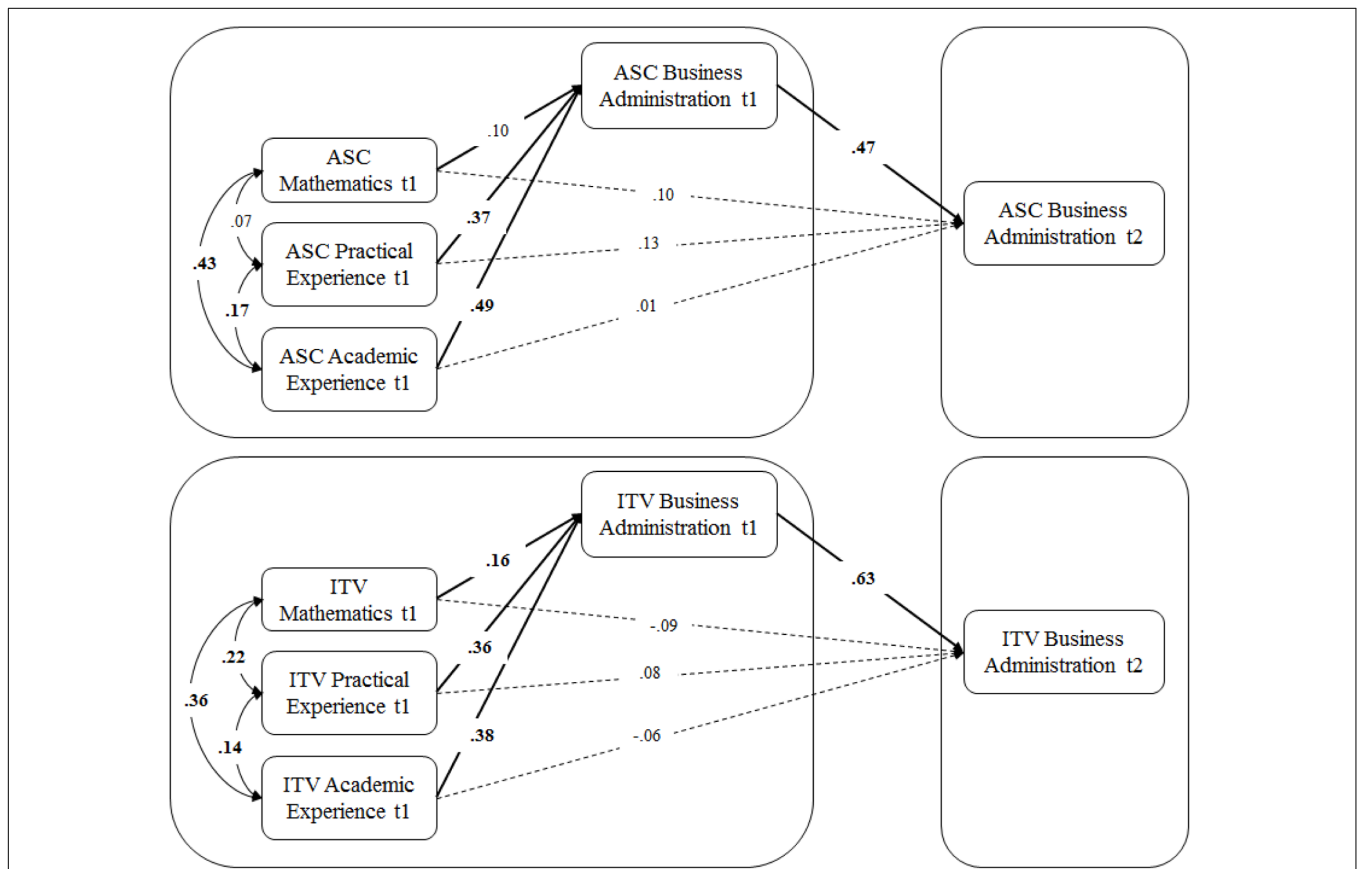 ASC Business
Administration t1
.10
.47
ASC
Mathematics t1
.10
ASC Business
Administration t2
.07
.37
.13
ASC Practical
Experience t1
.43
.17
.49
.01
ASC Academic
Experience t1
ITV Business
Administration t1
.16
.63
ITV
Mathematics t1
-.09
ITV Business
Administration t2
.22
.36
.08
ITV Practical
Experience t1
.36
.14
.38
-.06
ITV Academic
Experience t1